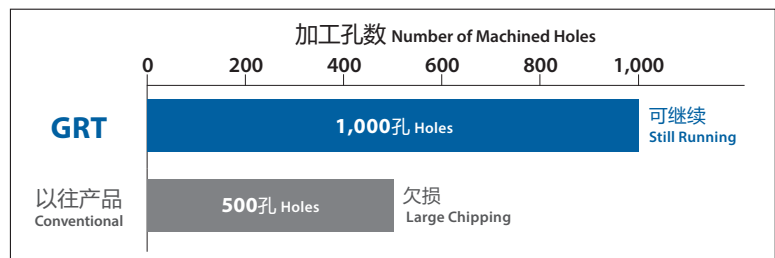 加工孔数 Number of Machined Holes
0 200 400 600 800 1,000
GRT
1,000孔 Holes
可继续
Still Running
以往产品
Conventional
500孔 Holes
欠损
Large Chipping